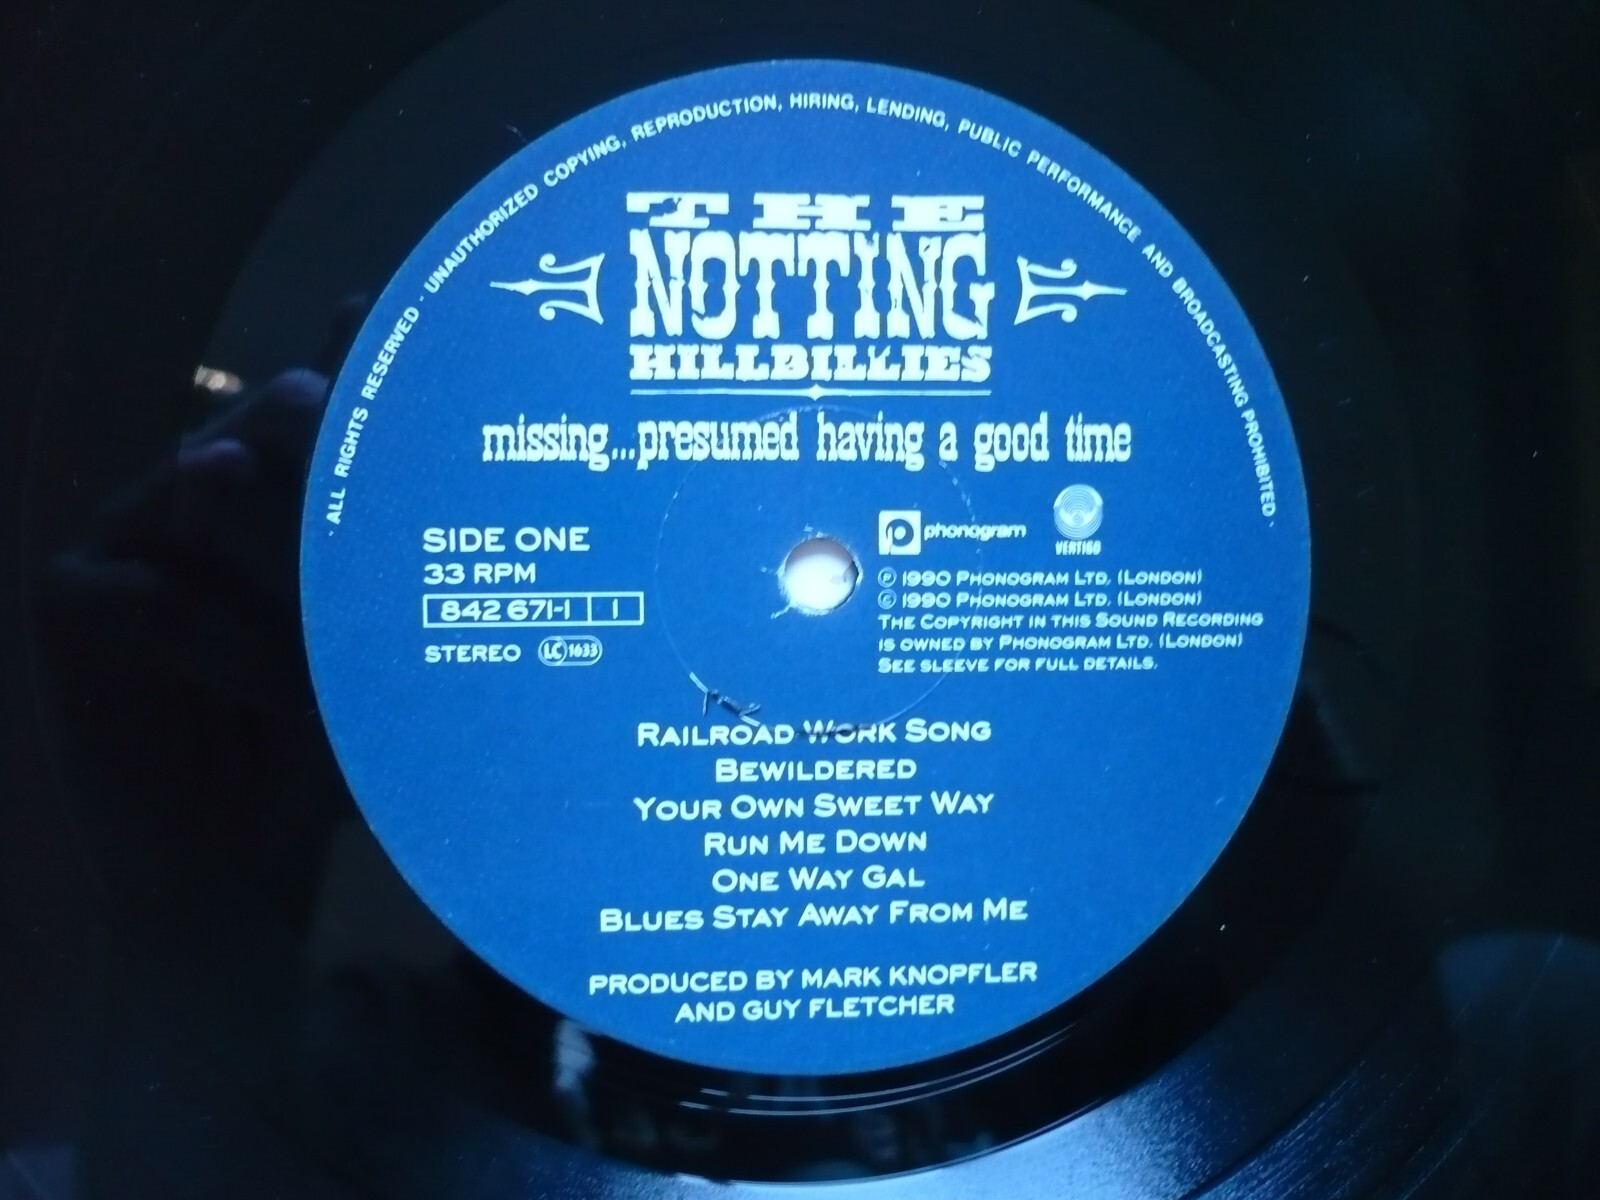 ALL RIGHTS RESERVED · UNAUTHORIZED COPYING, REPRODUCTION, HIRING, LENDING, PUBLIC PERFORMANCE AND BROADCASTING PROHIBITED ·
THE
NOTTING
HILLBILLIES
missing...presumed having a good time
SIDE ONE
33 RPM
842 671-1 1
STEREO LC 1633
phonogram
VERTIGO
Ⓟ 1990 PHONOGRAM LTD. (LONDON)
© 1990 PHONOGRAM LTD. (LONDON)
THE COPYRIGHT IN THIS SOUND RECORDING
IS OWNED BY PHONOGRAM LTD. (LONDON)
SEE SLEEVE FOR FULL DETAILS.
RAILROAD WORK SONG
BEWILDERED
YOUR OWN SWEET WAY
RUN ME DOWN
ONE WAY GAL
BLUES STAY AWAY FROM ME
PRODUCED BY MARK KNOPFLER
AND GUY FLETCHER